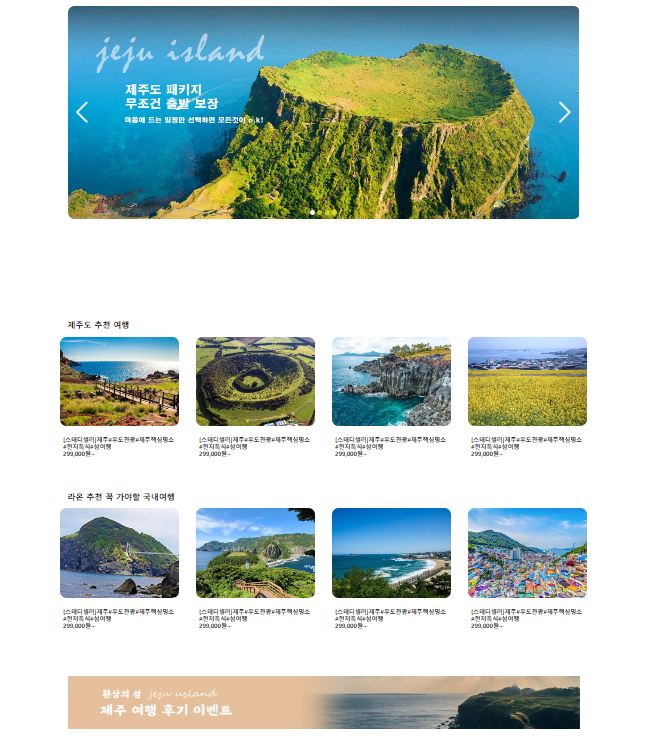 jeju island
제주도 패키지
무조건 출발 보장
마음에 드는 일정만 선택하면 모든것이 o.k!
제주도 추천 여행
[스테디셀러]제주#우도관광#제주핵심명소
#현지특식#섬여행
299,000원~
[스테디셀러]제주#우도관광#제주핵심명소
#현지특식#섬여행
299,000원~
[스테디셀러]제주#우도관광#제주핵심명소
#현지특식#섬여행
299,000원~
[스테디셀러]제주#우도관광#제주핵심명소
#현지특식#섬여행
299,000원~
라온 추천 꼭 가야할 국내여행
[스테디셀러]제주#우도관광#제주핵심명소
#현지특식#섬여행
299,000원~
[스테디셀러]제주#우도관광#제주핵심명소
#현지특식#섬여행
299,000원~
[스테디셀러]제주#우도관광#제주핵심명소
#현지특식#섬여행
299,000원~
[스테디셀러]제주#우도관광#제주핵심명소
#현지특식#섬여행
299,000원~
환상의 섬 jeju usland
제주 여행 후기 이벤트